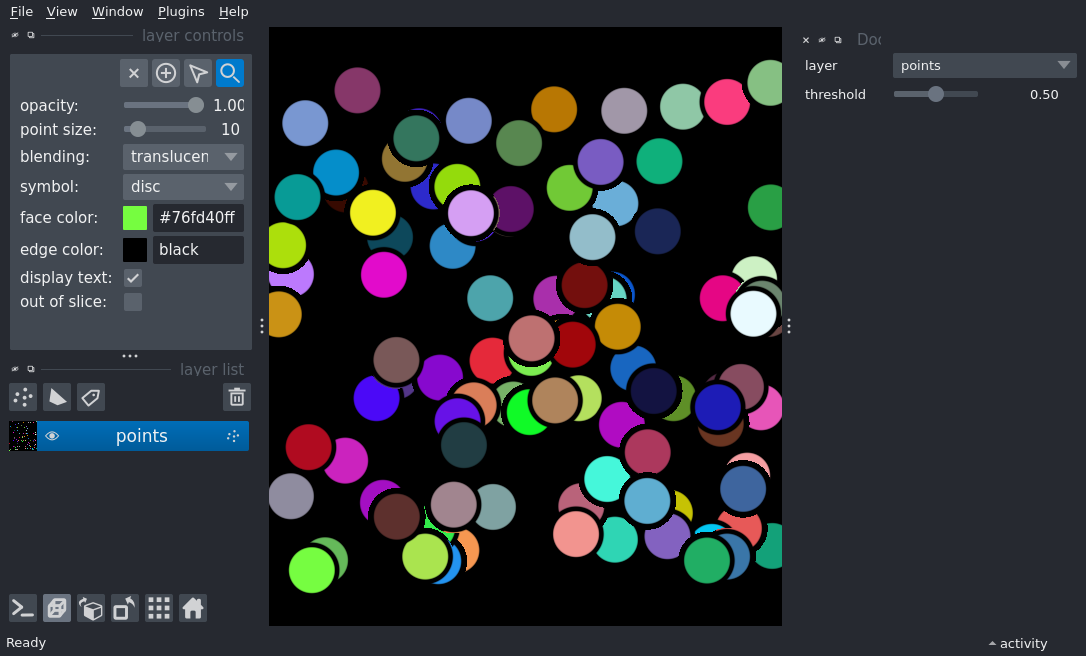 File View Window Plugins Help
layer controls
opacity: 1.00
point size: 10
blending: translucen
symbol: disc
face color: #76fd40ff
edge color: black
display text:
out of slice:
layer list
points
layer points
threshold 0.50
Ready
activity